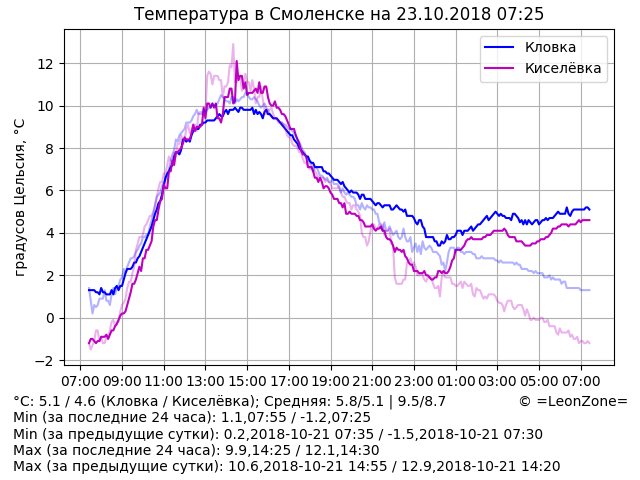 Температура в Смоленске на 23.10.2018 07:25
Кловка
Киселёвка
градусов Цельсия, °C
12
10
8
6
4
2
0
−2
07:00 09:00 11:00 13:00 15:00 17:00 19:00 21:00 23:00 01:00 03:00 05:00 07:00
°C: 5.1 / 4.6 (Кловка / Киселёвка); Средняя: 5.8/5.1 | 9.5/8.7 © =LeonZone=
Min (за последние 24 часа): 1.1,07:55 / -1.2,07:25
Min (за предыдущие сутки): 0.2,2018-10-21 07:35 / -1.5,2018-10-21 07:30
Max (за последние 24 часа): 9.9,14:25 / 12.1,14:30
Max (за предыдущие сутки): 10.6,2018-10-21 14:55 / 12.9,2018-10-21 14:20